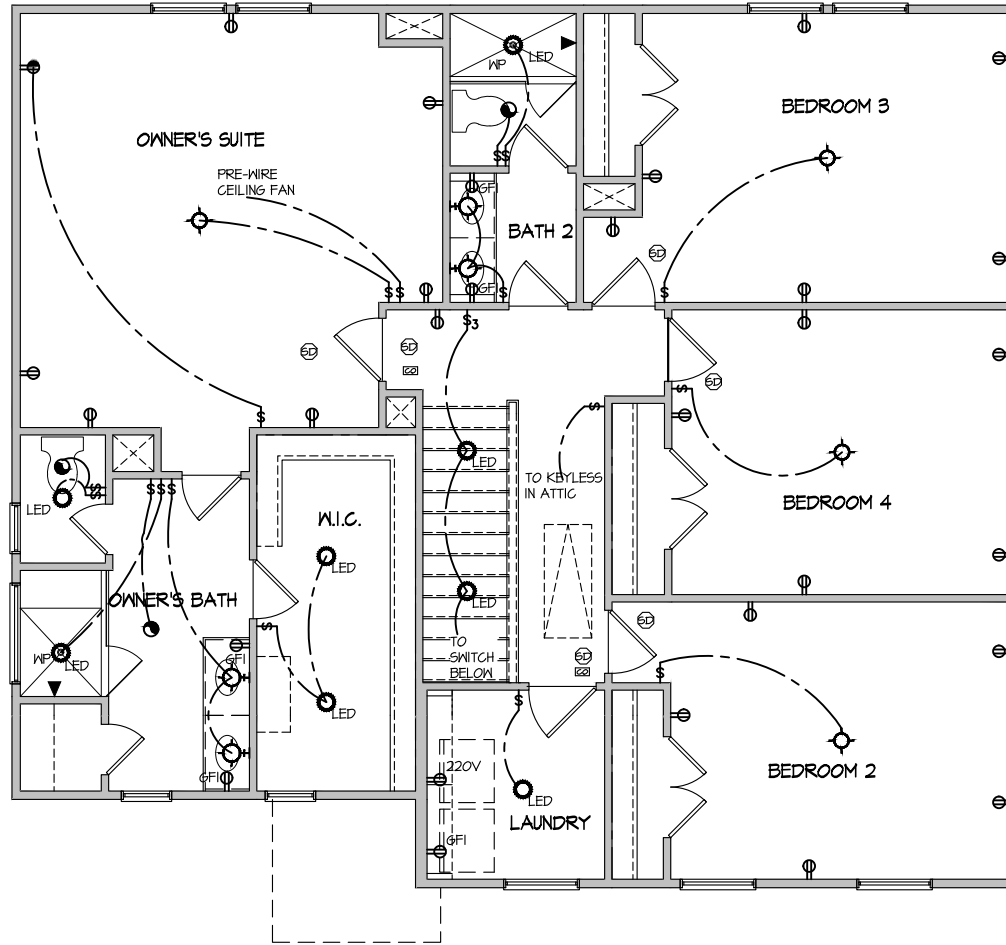 LED
WP
BEDROOM 3
OWNER'S SUITE
PRE-WIRE
CEILING FAN
$$
GFI
BATH 2
SD
GFI
$
$
$
$
$3
SD
SD
CO
SD
$
$
$
LED
TO KEYLESS
IN ATTIC
$$
$$$
LED
W.I.C.
BEDROOM 4
LED
OWNER'S BATH
LED
$
SD
TO
SWITCH
BELOW
SD
CO
WP
LED
GFI
$
$
LED
220V
BEDROOM 2
GFI
LED
LAUNDRY
GFI